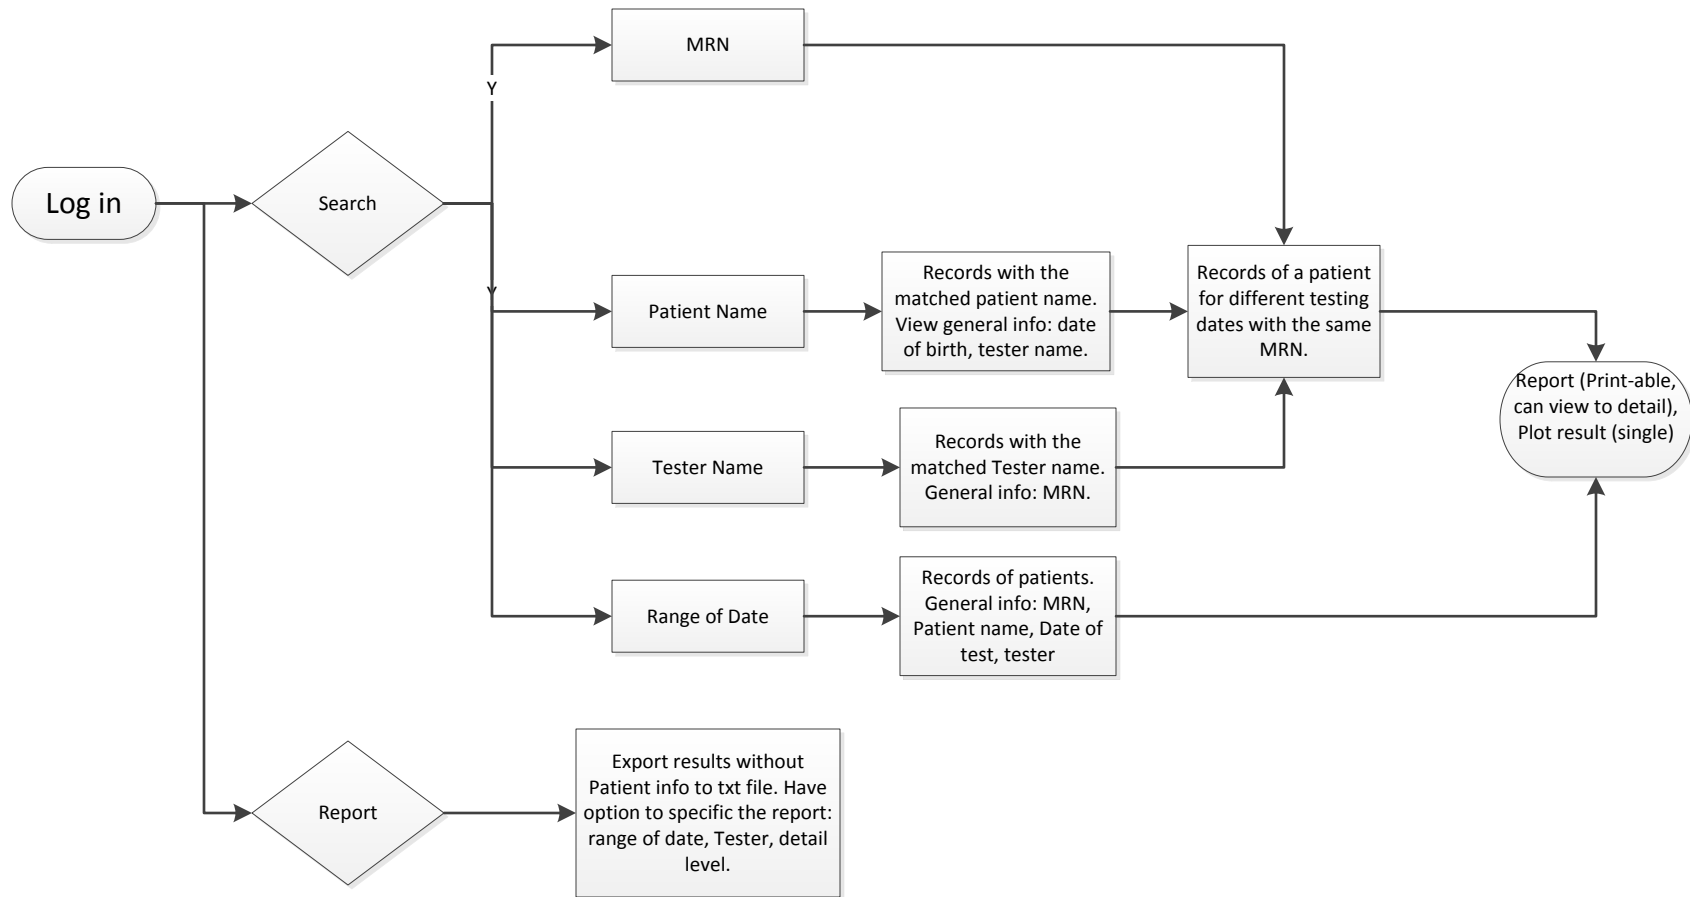 MRN
Y
Log in
Search
Y
Patient Name
Records with the
matched patient name.
View general info: date
of birth, tester name.
Records of a patient
for different testing
dates with the same
MRN.
Report (Print-able,
can view to detail),
Plot result (single)
Tester Name
Records with the
matched Tester name.
General info: MRN.
Range of Date
Records of patients.
General info: MRN,
Patient name, Date of
test, tester
Report
Export results without
Patient info to txt file. Have
option to specific the report:
range of date, Tester, detail
level.